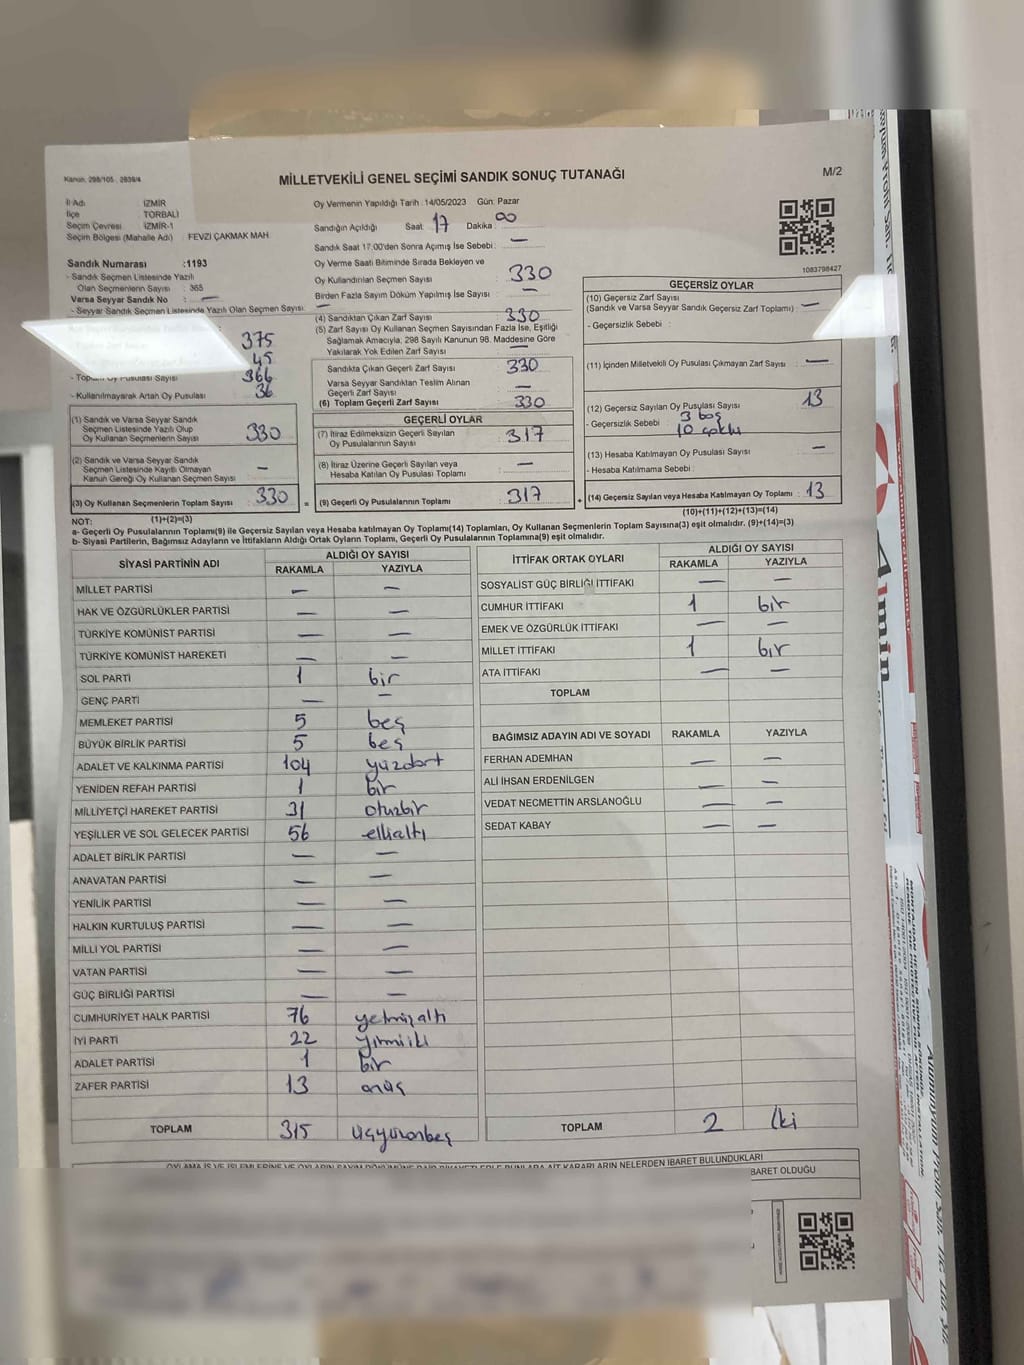 Kanun: 298/105 , 2839/4
MİLLETVEKİLİ GENEL SEÇİMİ SANDIK SONUÇ TUTANAĞI
M/2
İl Adı : İZMİR
İlçe : TORBALI
Seçim Çevresi : İZMİR-1
Seçim Bölgesi (Mahalle Adı) : FEVZİ ÇAKMAK MAH
Sandık Numarası : 1193
- Sandık Seçmen Listesinde Yazılı
Olan Seçmenlerin Sayısı : 365
Varsa Seyyar Sandık No : —
- Seyyar Sandık Seçmen Listesinde Yazılı Olan Seçmen Sayısı: —
375
45
- Toplam Oy Pusulası Sayısı 366
- Kullanılmayarak Artan Oy Pusulası 36
(1) Sandık ve Varsa Seyyar Sandık
Seçmen Listesinde Yazılı Olup
Oy Kullanan Seçmenlerin Sayısı 330
(2) Sandık ve Varsa Seyyar Sandık
Seçmen Listesinde Kayıtlı Olmayan
Kanun Gereği Oy Kullanan Seçmen Sayısı —
(3) Oy Kullanan Seçmenlerin Toplam Sayısı 330
Oy Vermenin Yapıldığı Tarih : 14/05/2023 Gün: Pazar
Sandığın Açıldığı Saat: 17 Dakika: 00
Sandık Saat 17:00'den Sonra Açımış İse Sebebi : —
Oy Verme Saati Bitiminde Sırada Bekleyen ve
Oy Kullandırılan Seçmen Sayısı : 330
Birden Fazla Sayım Döküm Yapılmış İse Sayısı : —
(4) Sandıktan Çıkan Zarf Sayısı : 330
(5) Zarf Sayısı Oy Kullanan Seçmen Sayısından Fazla İse, Eşitliği
Sağlamak Amacıyla; 298 Sayılı Kanunun 98. Maddesine Göre
Yakılarak Yok Edilen Zarf Sayısı : —
Sandıkta Çıkan Geçerli Zarf Sayısı : 330
Varsa Seyyar Sandıktan Teslim Alınan
Geçerli Zarf Sayısı : —
(6) Toplam Geçerli Zarf Sayısı : 330
GEÇERLİ OYLAR
(7) İtiraz Edilmeksizin Geçerli Sayılan
Oy Pusulalarının Sayısı : 317
(8) İtiraz Üzerine Geçerli Sayılan veya
Hesaba Katılan Oy Pusulası Toplamı : —
= (9) Geçerli Oy Pusulalarının Toplamı : 317 +
1083798427
GEÇERSİZ OYLAR
(10) Geçersiz Zarf Sayısı
(Sandık ve Varsa Seyyar Sandık Geçersiz Zarf Toplamı) : —
- Geçersizlik Sebebi :
(11) İçinden Milletvekili Oy Pusulası Çıkmayan Zarf Sayısı : —
(12) Geçersiz Sayılan Oy Pusulası Sayısı : 13
- Geçersizlik Sebebi : 3 boş
10 çoklu
(13) Hesaba Katılmayan Oy Pusulası Sayısı : —
- Hesaba Katılmama Sebebi :
(14) Geçersiz Sayılan veya Hesaba Katılmayan Oy Toplamı : 13
(1)+(2)=(3)
(10)+(11)+(12)+(13)=(14)
NOT:
a- Geçerli Oy Pusulalarının Toplamı(9) ile Geçersiz Sayılan veya Hesaba katılmayan Oy Toplamı(14) Toplamları, Oy Kullanan Seçmenlerin Toplam Sayısına(3) eşit olmalıdır. (9)+(14)=(3)
b- Siyasi Partilerin, Bağımsız Adayların ve İttifakların Aldığı Ortak Oyların Toplamı, Geçerli Oy Pusulalarının Toplamına(9) eşit olmalıdır.
SİYASİ PARTİNİN ADI ALDIĞI OY SAYISI
RAKAMLA YAZIYLA
MİLLET PARTİSİ — —
HAK VE ÖZGÜRLÜKLER PARTİSİ — —
TÜRKİYE KOMÜNİST PARTİSİ — —
TÜRKİYE KOMÜNİST HAREKETİ — —
SOL PARTİ 1 bir
GENÇ PARTİ — —
MEMLEKET PARTİSİ 5 beş
BÜYÜK BİRLİK PARTİSİ 5 beş
ADALET VE KALKINMA PARTİSİ 104 yüzdört
YENİDEN REFAH PARTİSİ 1 bir
MİLLİYETÇİ HAREKET PARTİSİ 31 otuzbir
YEŞİLLER VE SOL GELECEK PARTİSİ 56 ellialtı
ADALET BİRLİK PARTİSİ — —
ANAVATAN PARTİSİ — —
YENİLİK PARTİSİ — —
HALKIN KURTULUŞ PARTİSİ — —
MİLLİ YOL PARTİSİ — —
VATAN PARTİSİ — —
GÜÇ BİRLİĞİ PARTİSİ — —
CUMHURİYET HALK PARTİSİ 76 yetmişaltı
İYİ PARTİ 22 yirmiiki
ADALET PARTİSİ 1 bir
ZAFER PARTİSİ 13 onüç
TOPLAM 315 üçyüzonbeş
İTTİFAK ORTAK OYLARI ALDIĞI OY SAYISI
RAKAMLA YAZIYLA
SOSYALİST GÜÇ BİRLİĞİ İTTİFAKI — —
CUMHUR İTTİFAKI 1 bir
EMEK VE ÖZGÜRLÜK İTTİFAKI — —
MİLLET İTTİFAKI 1 bir
ATA İTTİFAKI — —
TOPLAM
BAĞIMSIZ ADAYIN ADI VE SOYADI RAKAMLA YAZIYLA
FERHAN ADEMHAN — —
ALİ İHSAN ERDENİLGEN — —
VEDAT NECMETTİN ARSLANOĞLU — —
SEDAT KABAY — —
TOPLAM 2 İki
OYLAMA İŞ VE İŞLEMLERİNE VE OYLARIN SAYIM DÖKÜMÜNE DAİR ŞİKAYETLERLE BUNLARA AİT KARARLARIN NELERDEN İBARET BULUNDUKLARI
BARET OLDUĞU
Almin
Alüminyum Profil San. Tic. Ltd. Şti.